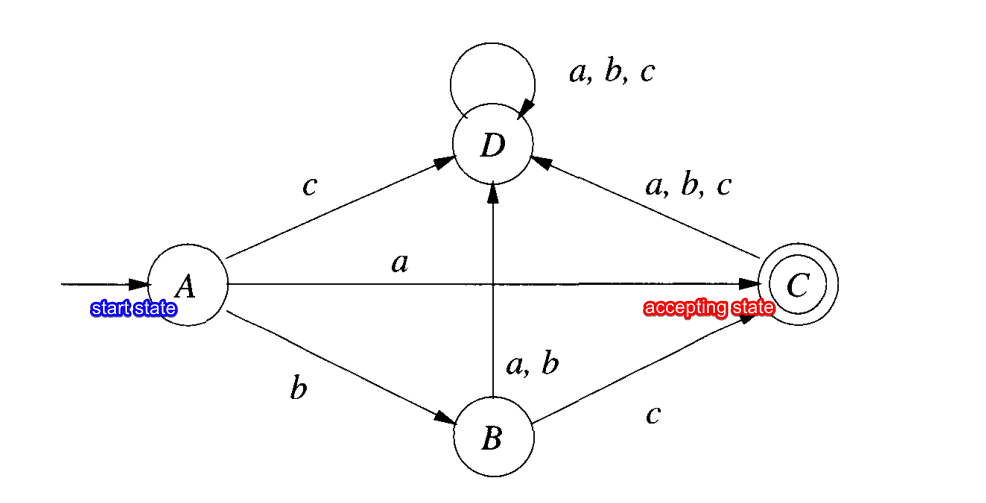 a, b, c
D
c
a, b, c
a
A
C
start state
accepting state
a, b
b
c
B